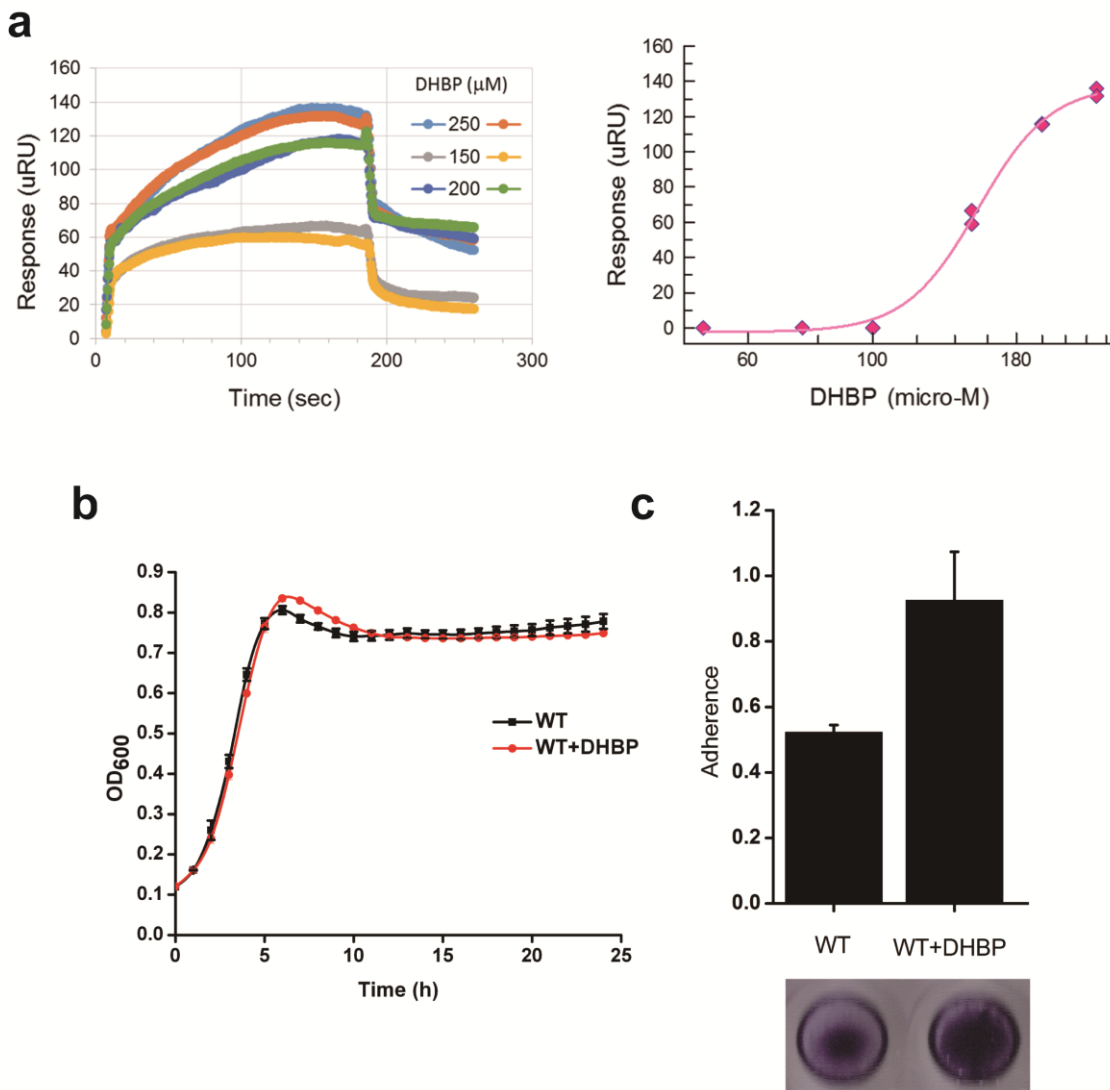 a
160
140
120
100
80
60
40
20
0
Response (uRU)
0 100 200 300
Time (sec)
DHBP (μM)
250
150
200
160
140
120
100
80
60
40
20
0
Response (uRU)
60 100 180
DHBP (micro-M)
b
0.9
0.8
0.7
0.6
0.5
0.4
0.3
0.2
0.1
0.0
OD600
0 5 10 15 20 25
Time (h)
WT
WT+DHBP
c
1.2
1.0
0.8
0.6
0.4
0.2
0.0
Adherence
WT WT+DHBP